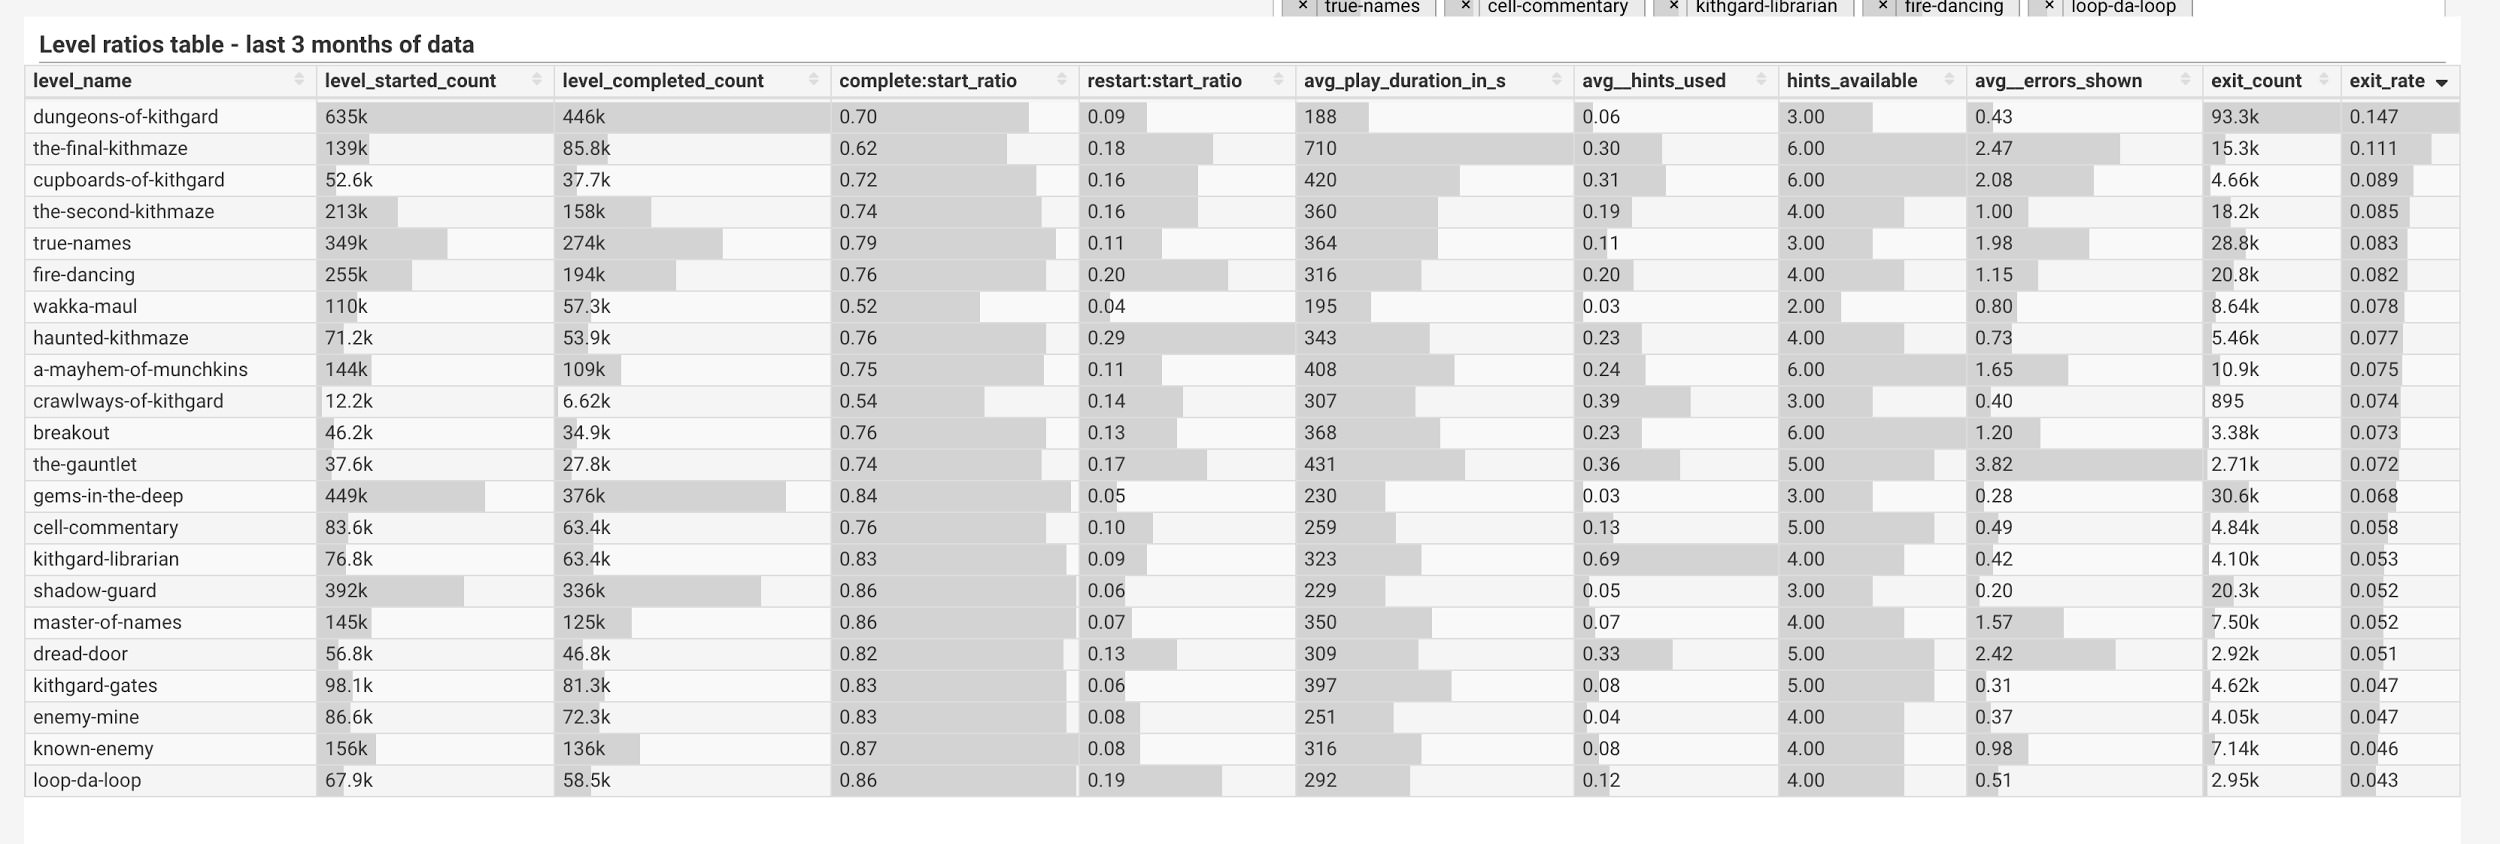 × true-names × cell-commentary × kithgard-librarian × fire-dancing × loop-da-loop
Level ratios table - last 3 months of data
level_name level_started_count level_completed_count complete:start_ratio restart:start_ratio avg_play_duration_in_s avg__hints_used hints_available avg__errors_shown exit_count exit_rate
dungeons-of-kithgard 635k 446k 0.70 0.09 188 0.06 3.00 0.43 93.3k 0.147
the-final-kithmaze 139k 85.8k 0.62 0.18 710 0.30 6.00 2.47 15.3k 0.111
cupboards-of-kithgard 52.6k 37.7k 0.72 0.16 420 0.31 6.00 2.08 4.66k 0.089
the-second-kithmaze 213k 158k 0.74 0.16 360 0.19 4.00 1.00 18.2k 0.085
true-names 349k 274k 0.79 0.11 364 0.11 3.00 1.98 28.8k 0.083
fire-dancing 255k 194k 0.76 0.20 316 0.20 4.00 1.15 20.8k 0.082
wakka-maul 110k 57.3k 0.52 0.04 195 0.03 2.00 0.80 8.64k 0.078
haunted-kithmaze 71.2k 53.9k 0.76 0.29 343 0.23 4.00 0.73 5.46k 0.077
a-mayhem-of-munchkins 144k 109k 0.75 0.11 408 0.24 6.00 1.65 10.9k 0.075
crawlways-of-kithgard 12.2k 6.62k 0.54 0.14 307 0.39 3.00 0.40 895 0.074
breakout 46.2k 34.9k 0.76 0.13 368 0.23 6.00 1.20 3.38k 0.073
the-gauntlet 37.6k 27.8k 0.74 0.17 431 0.36 5.00 3.82 2.71k 0.072
gems-in-the-deep 449k 376k 0.84 0.05 230 0.03 3.00 0.28 30.6k 0.068
cell-commentary 83.6k 63.4k 0.76 0.10 259 0.13 5.00 0.49 4.84k 0.058
kithgard-librarian 76.8k 63.4k 0.83 0.09 323 0.69 4.00 0.42 4.10k 0.053
shadow-guard 392k 336k 0.86 0.06 229 0.05 3.00 0.20 20.3k 0.052
master-of-names 145k 125k 0.86 0.07 350 0.07 4.00 1.57 7.50k 0.052
dread-door 56.8k 46.8k 0.82 0.13 309 0.33 5.00 2.42 2.92k 0.051
kithgard-gates 98.1k 81.3k 0.83 0.06 397 0.08 5.00 0.31 4.62k 0.047
enemy-mine 86.6k 72.3k 0.83 0.08 251 0.04 4.00 0.37 4.05k 0.047
known-enemy 156k 136k 0.87 0.08 316 0.08 4.00 0.98 7.14k 0.046
loop-da-loop 67.9k 58.5k 0.86 0.19 292 0.12 4.00 0.51 2.95k 0.043